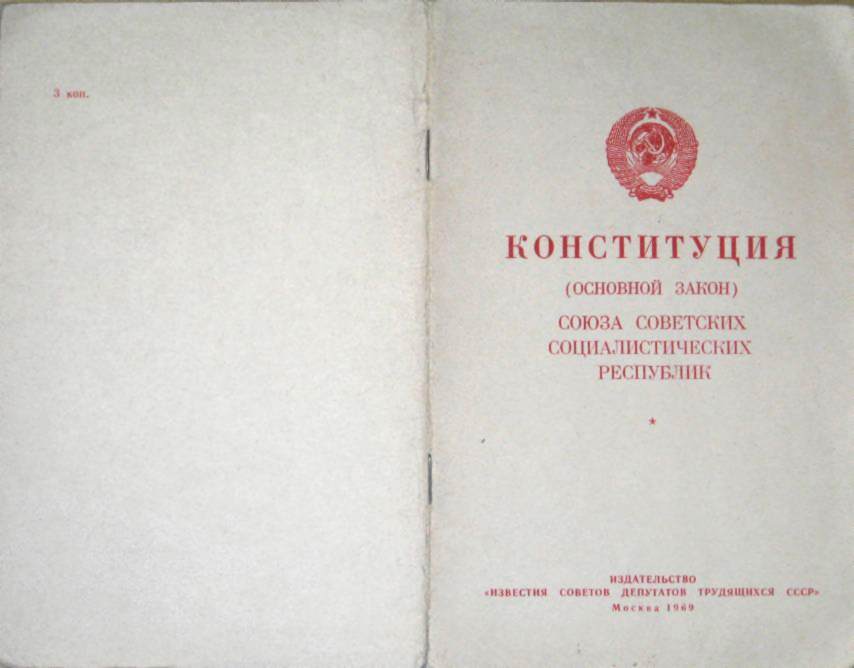 3 коп.
КОНСТИТУЦИЯ
(ОСНОВНОЙ ЗАКОН)
СОЮЗА СОВЕТСКИХ
СОЦИАЛИСТИЧЕСКИХ
РЕСПУБЛИК
*
ИЗДАТЕЛЬСТВО
«ИЗВЕСТИЯ СОВЕТОВ ДЕПУТАТОВ ТРУДЯЩИХСЯ СССР»
Москва 1969